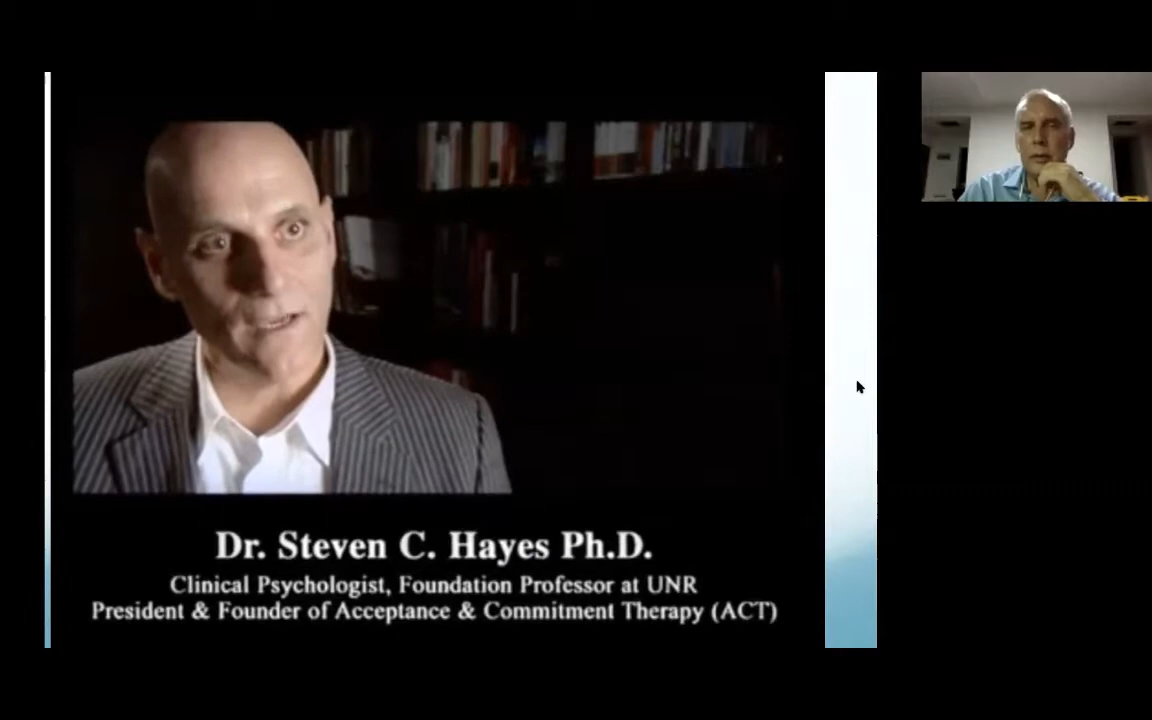 Dr. Steven C. Hayes Ph.D.
Clinical Psychologist, Foundation Professor at UNR
President & Founder of Acceptance & Commitment Therapy (ACT)